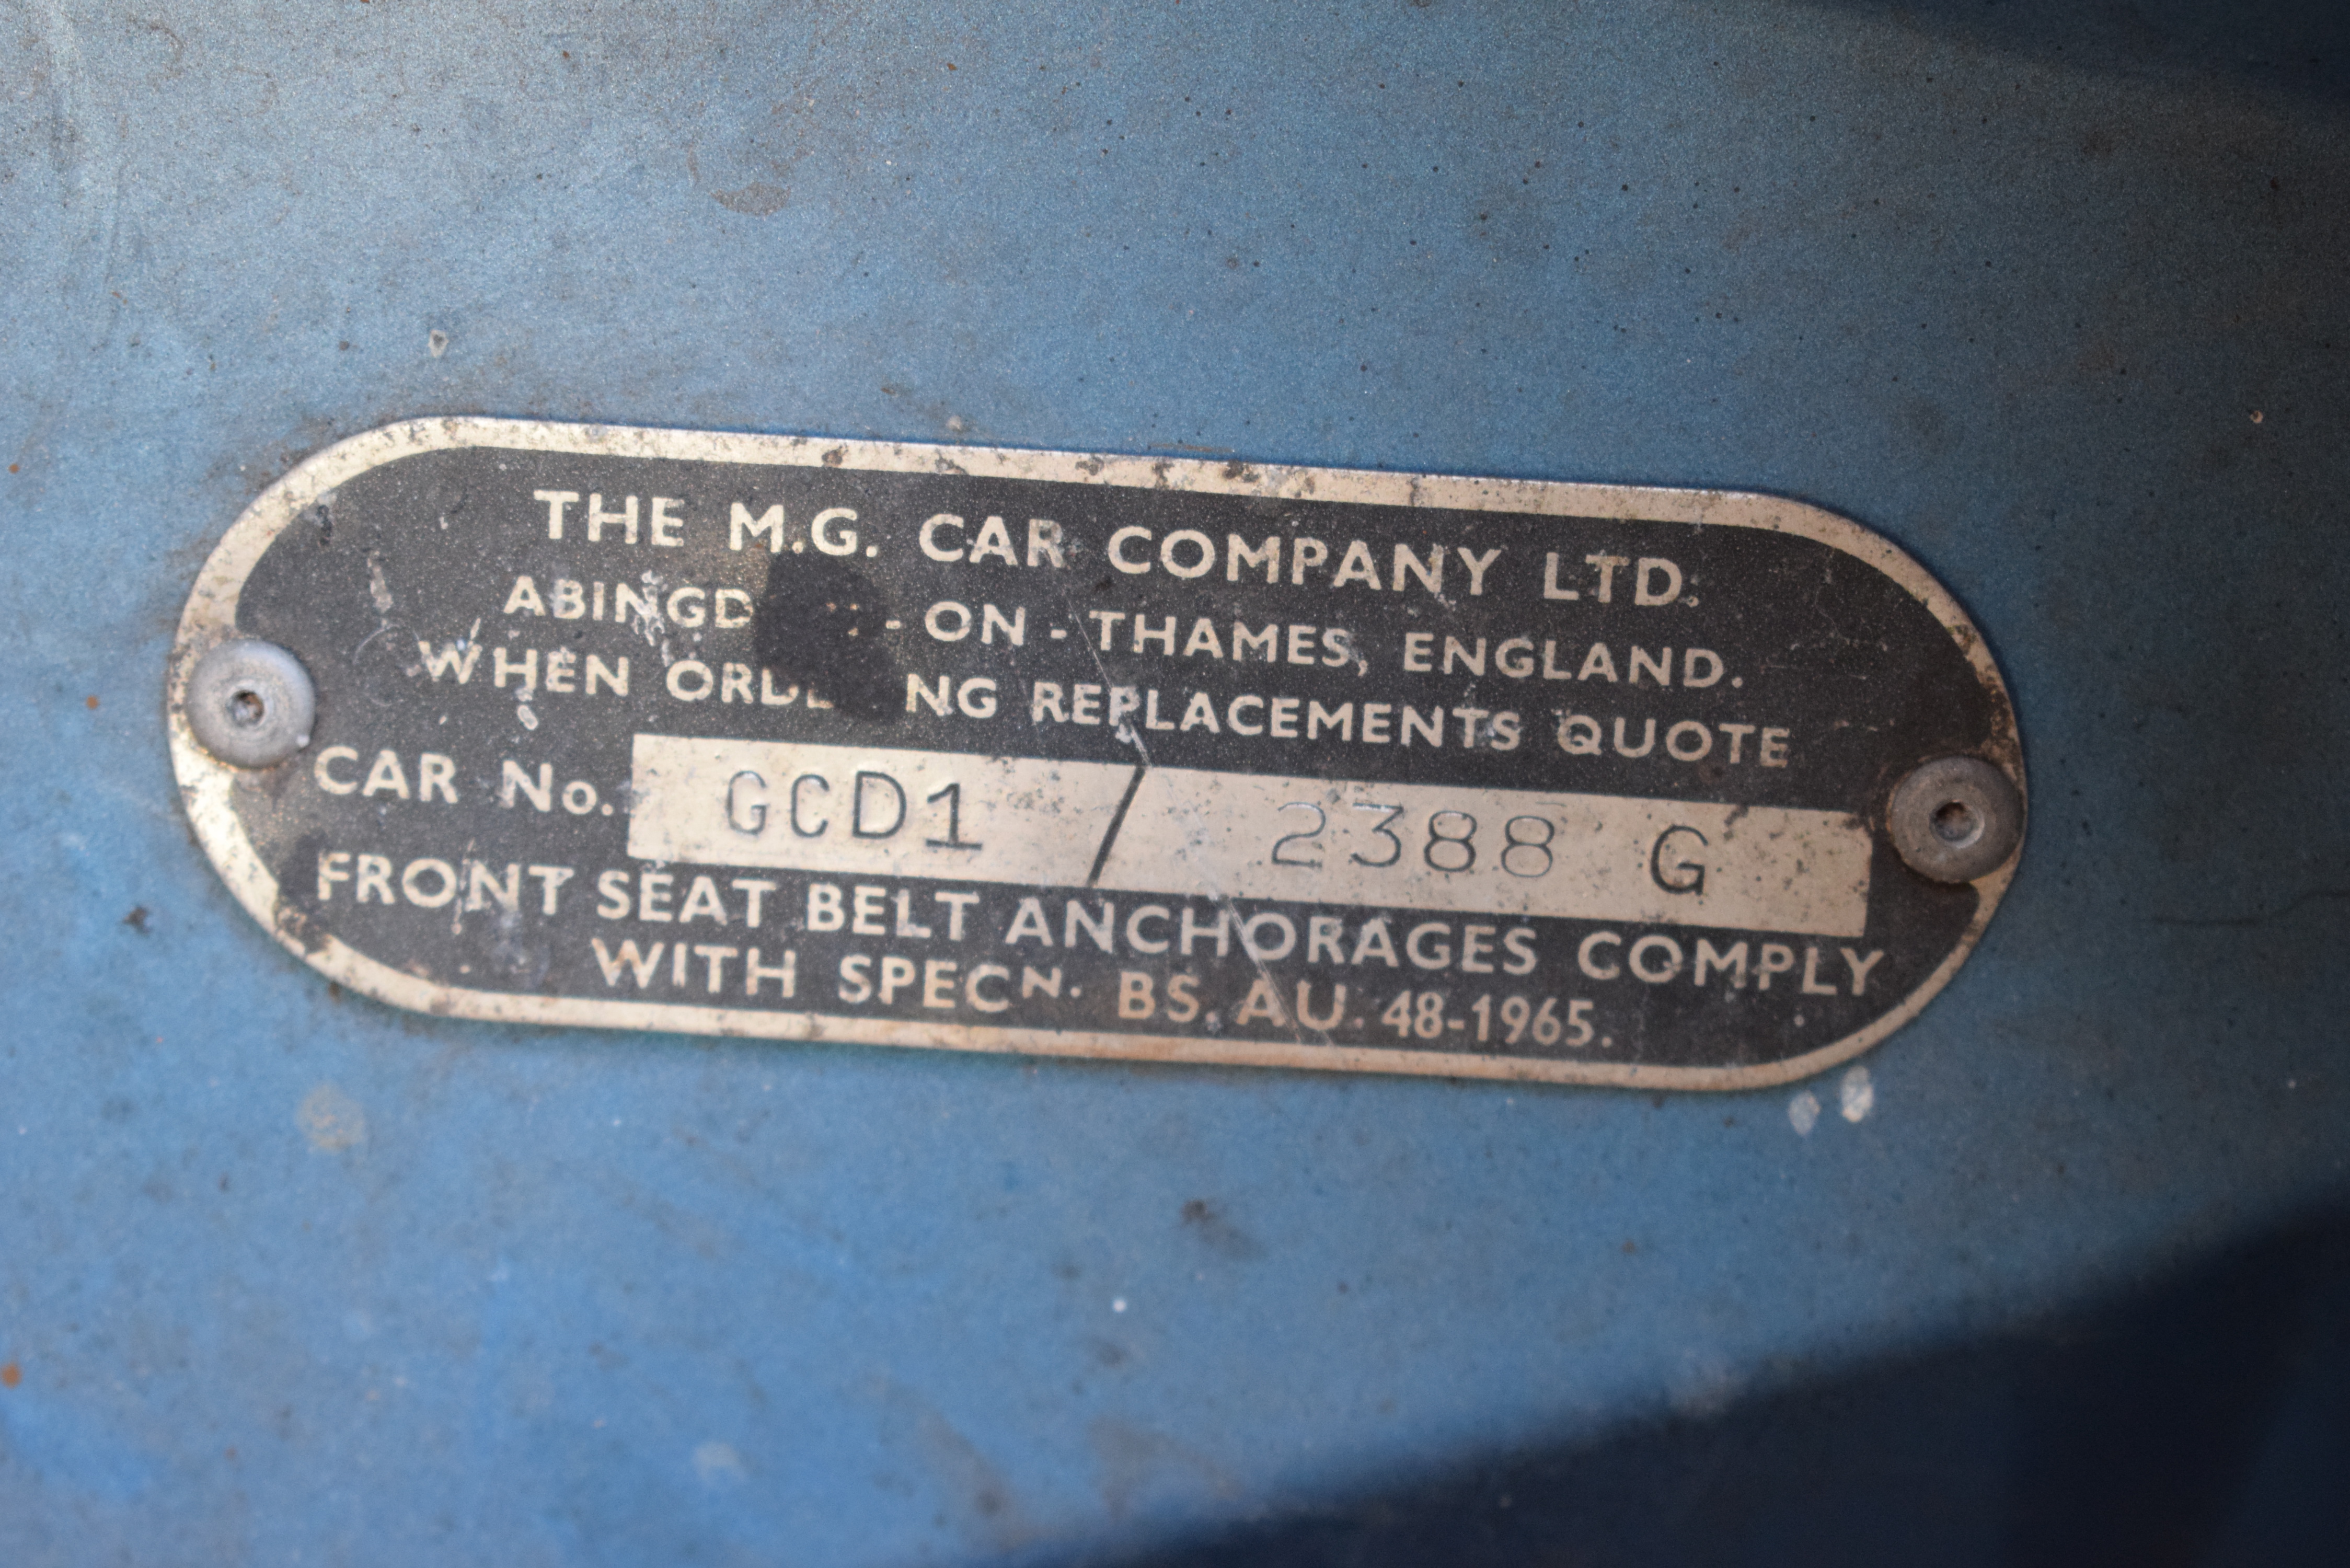 THE M.G. CAR COMPANY LTD.
- ON - THAMES, ENGLAND.
WHEN REPLACEMENTS QUOTE
CAR No. GCD1 / 2388 G
FRONT SEAT BELT ANCHORAGES COMPLY
WITH SPECN. BS. AU. 48-1965.